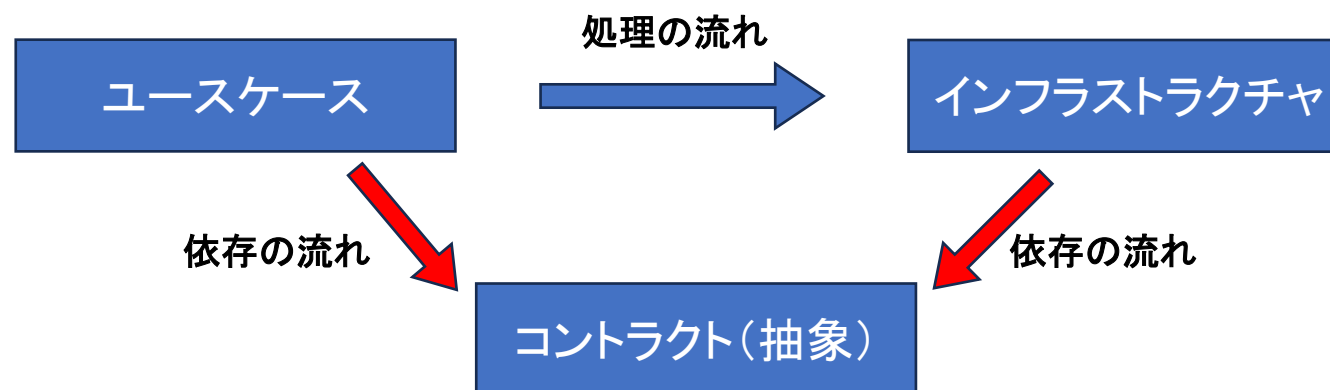 処理の流れ
ユースケース
インフラストラクチャ
依存の流れ
依存の流れ
コントラクト（抽象）